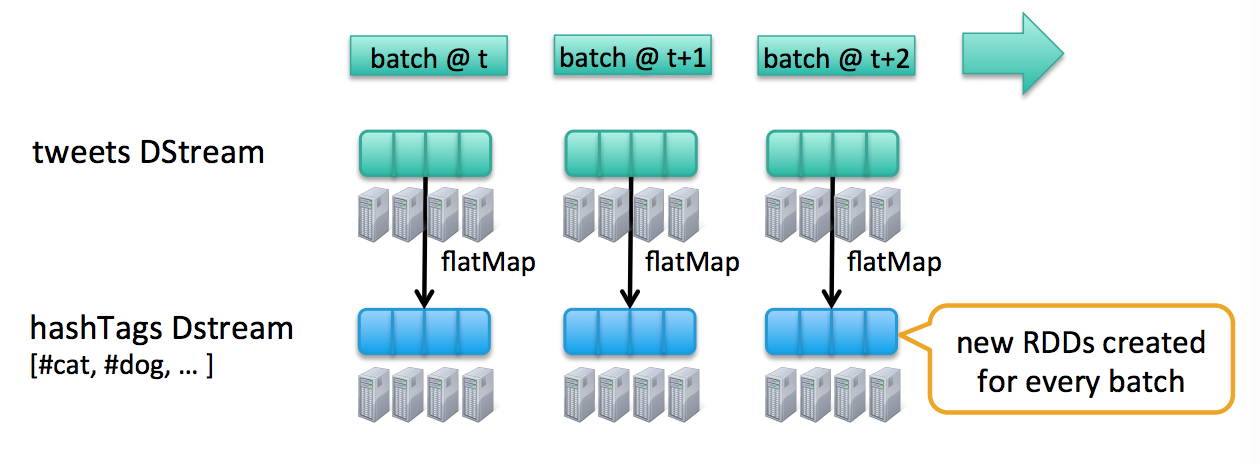 batch @ t
batch @ t+1
batch @ t+2
tweets DStream
flatMap
flatMap
flatMap
hashTags Dstream
[#cat, #dog, … ]
new RDDs created
for every batch